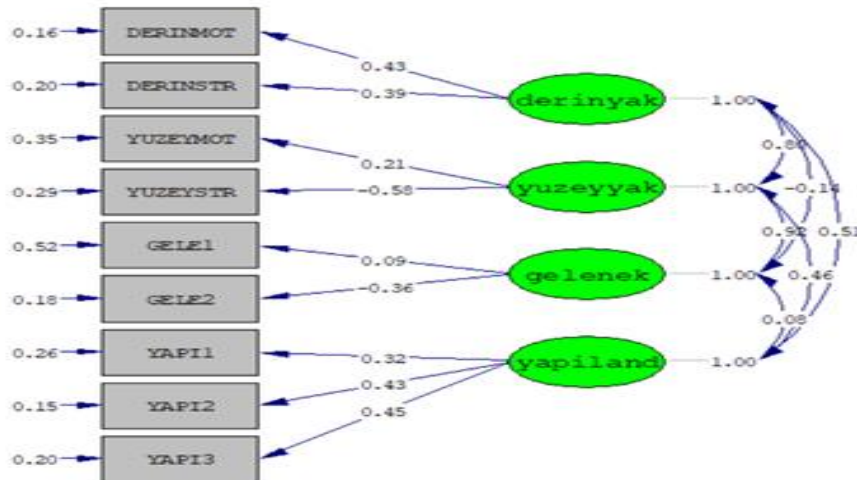 0.16 DERINMOT
0.43
0.20 DERINSTR
0.39
derinyak 1.00
0.35 YUZEYMOT
0.21
-0.14
0.29 YUZEYSTR
-0.58
yuzeyyak 1.00
0.52 GELE1
0.09
0.92
0.51
0.18 GELE2
-0.36
gelenek 1.00
0.46
0.26 YAPI1
0.32
0.08
0.15 YAPI2
0.43
yapiland 1.00
0.20 YAPI3
0.45